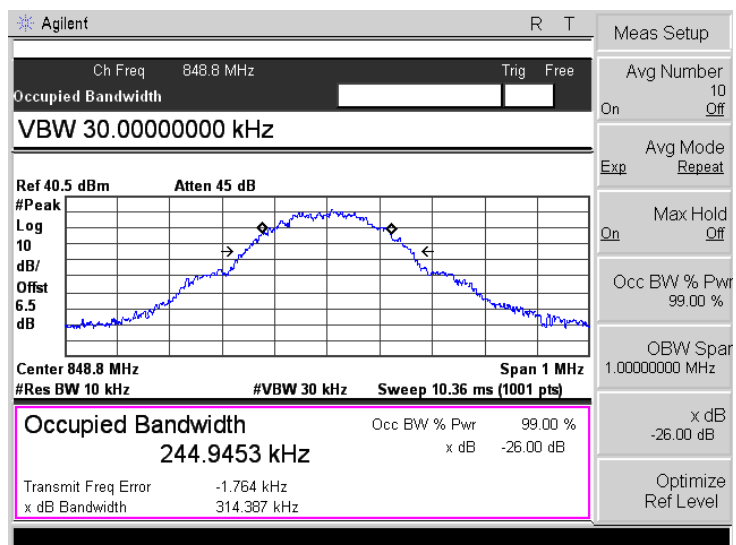 Agilent R T
Ch Freq 848.8 MHz Trig Free
Occupied Bandwidth
VBW 30.00000000 kHz
Ref 40.5 dBm Atten 45 dB
#Peak
Log
10
dB/
Offst
6.5
dB
Center 848.8 MHz Span 1 MHz
#Res BW 10 kHz #VBW 30 kHz Sweep 10.36 ms (1001 pts)
Occupied Bandwidth
244.9453 kHz
Occ BW % Pwr 99.00 %
x dB -26.00 dB
Transmit Freq Error -1.764 kHz
x dB Bandwidth 314.387 kHz
Meas Setup
Avg Number
10
On Off
Avg Mode
Exp Repeat
Max Hold
On Off
Occ BW % Pwr
99.00 %
OBW Span
1.00000000 MHz
x dB
-26.00 dB
Optimize
Ref Level